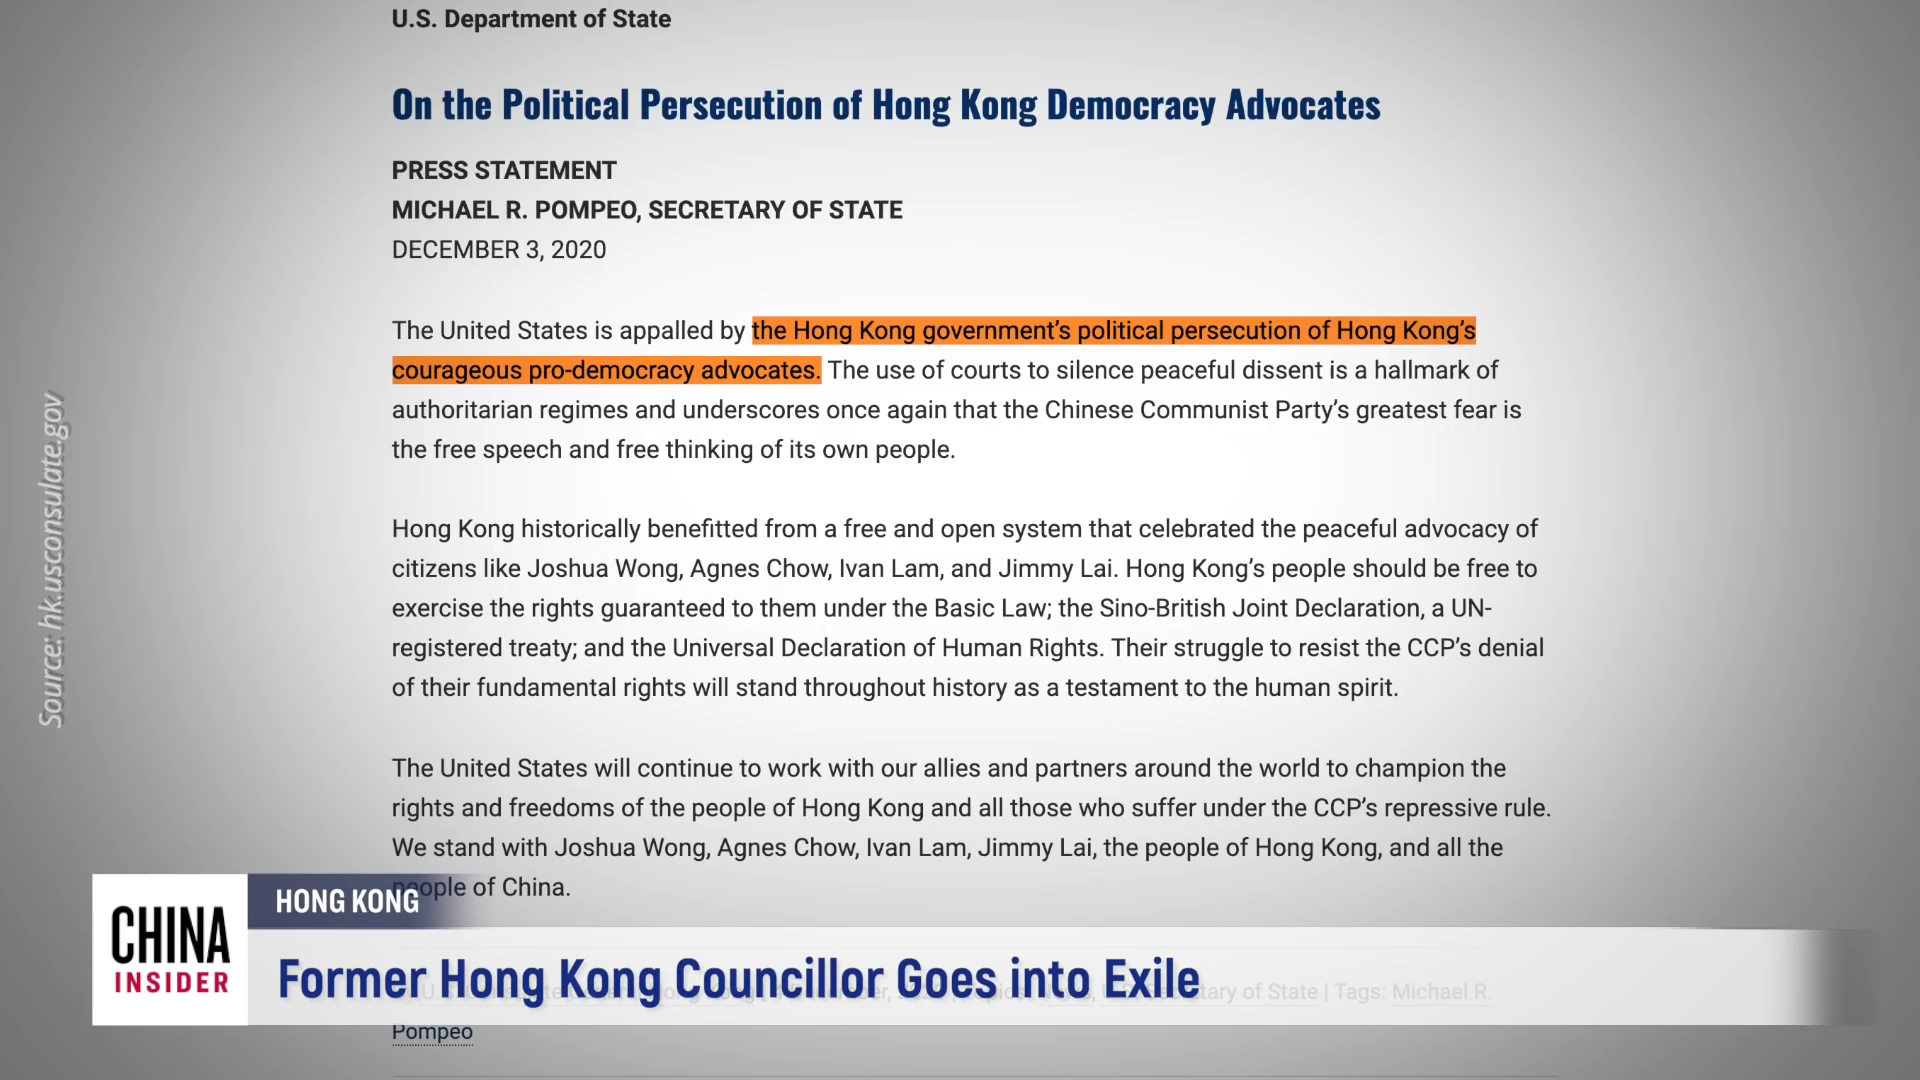 U.S. Department of State
On the Political Persecution of Hong Kong Democracy Advocates
PRESS STATEMENT
MICHAEL R. POMPEO, SECRETARY OF STATE
DECEMBER 3, 2020
The United States is appalled by the Hong Kong government’s political persecution of Hong Kong’s
courageous pro-democracy advocates. The use of courts to silence peaceful dissent is a hallmark of
authoritarian regimes and underscores once again that the Chinese Communist Party’s greatest fear is
the free speech and free thinking of its own people.
Hong Kong historically benefitted from a free and open system that celebrated the peaceful advocacy of
citizens like Joshua Wong, Agnes Chow, Ivan Lam, and Jimmy Lai. Hong Kong’s people should be free to
exercise the rights guaranteed to them under the Basic Law; the Sino-British Joint Declaration, a UN-
registered treaty; and the Universal Declaration of Human Rights. Their struggle to resist the CCP’s denial
of their fundamental rights will stand throughout history as a testament to the human spirit.
The United States will continue to work with our allies and partners around the world to champion the
rights and freedoms of the people of Hong Kong and all those who suffer under the CCP’s repressive rule.
We stand with Joshua Wong, Agnes Chow, Ivan Lam, Jimmy Lai, the people of Hong Kong, and all the
people of China.
Source: hk.usconsulate.gov
HONG KONG
CHINA
INSIDER
Former Hong Kong Councillor Goes into Exile
of State | Tags: Michael R.
Pompeo